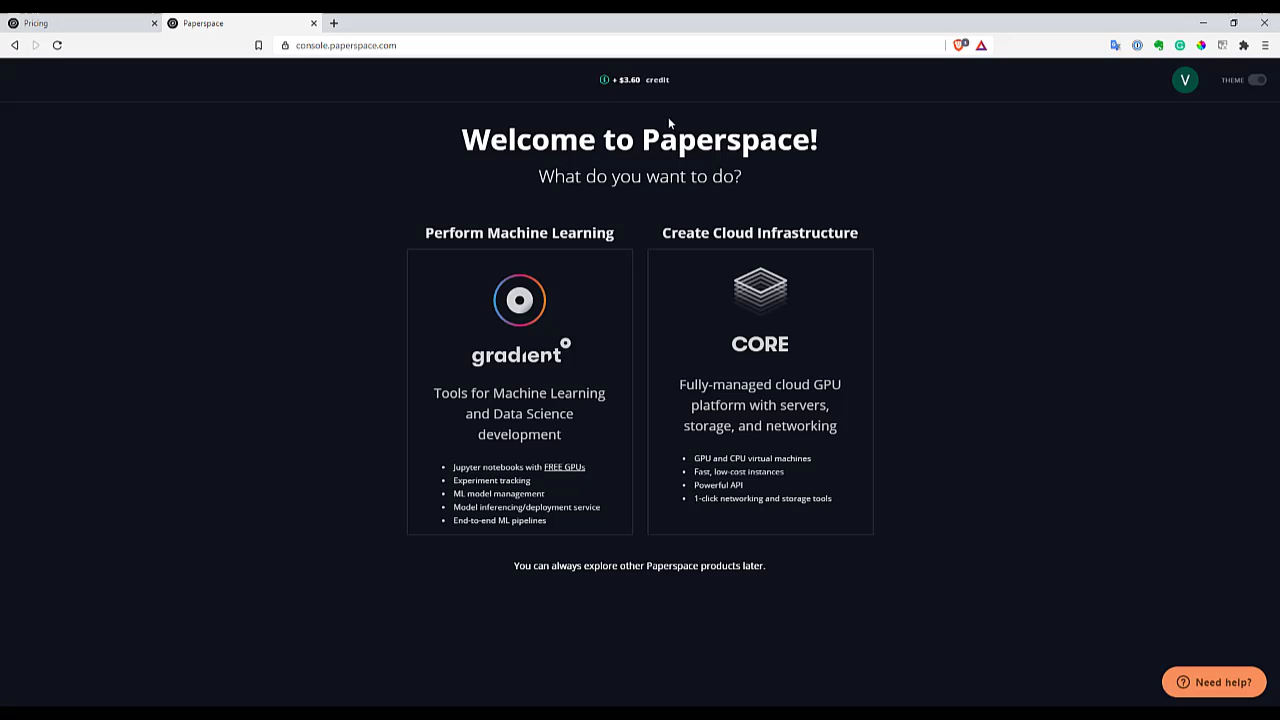 Pricing
Paperspace
console.paperspace.com
+ $3.60 credit
V
THEME
Welcome to Paperspace!
What do you want to do?
Perform Machine Learning
gradient
Tools for Machine Learning
and Data Science
development
• Jupyter notebooks with FREE GPUs
• Experiment tracking
• ML model management
• Model inferencing/deployment service
• End-to-end ML pipelines
Create Cloud Infrastructure
CORE
Fully-managed cloud GPU
platform with servers,
storage, and networking
• GPU and CPU virtual machines
• Fast, low-cost instances
• Powerful API
• 1-click networking and storage tools
You can always explore other Paperspace products later.
Need help?